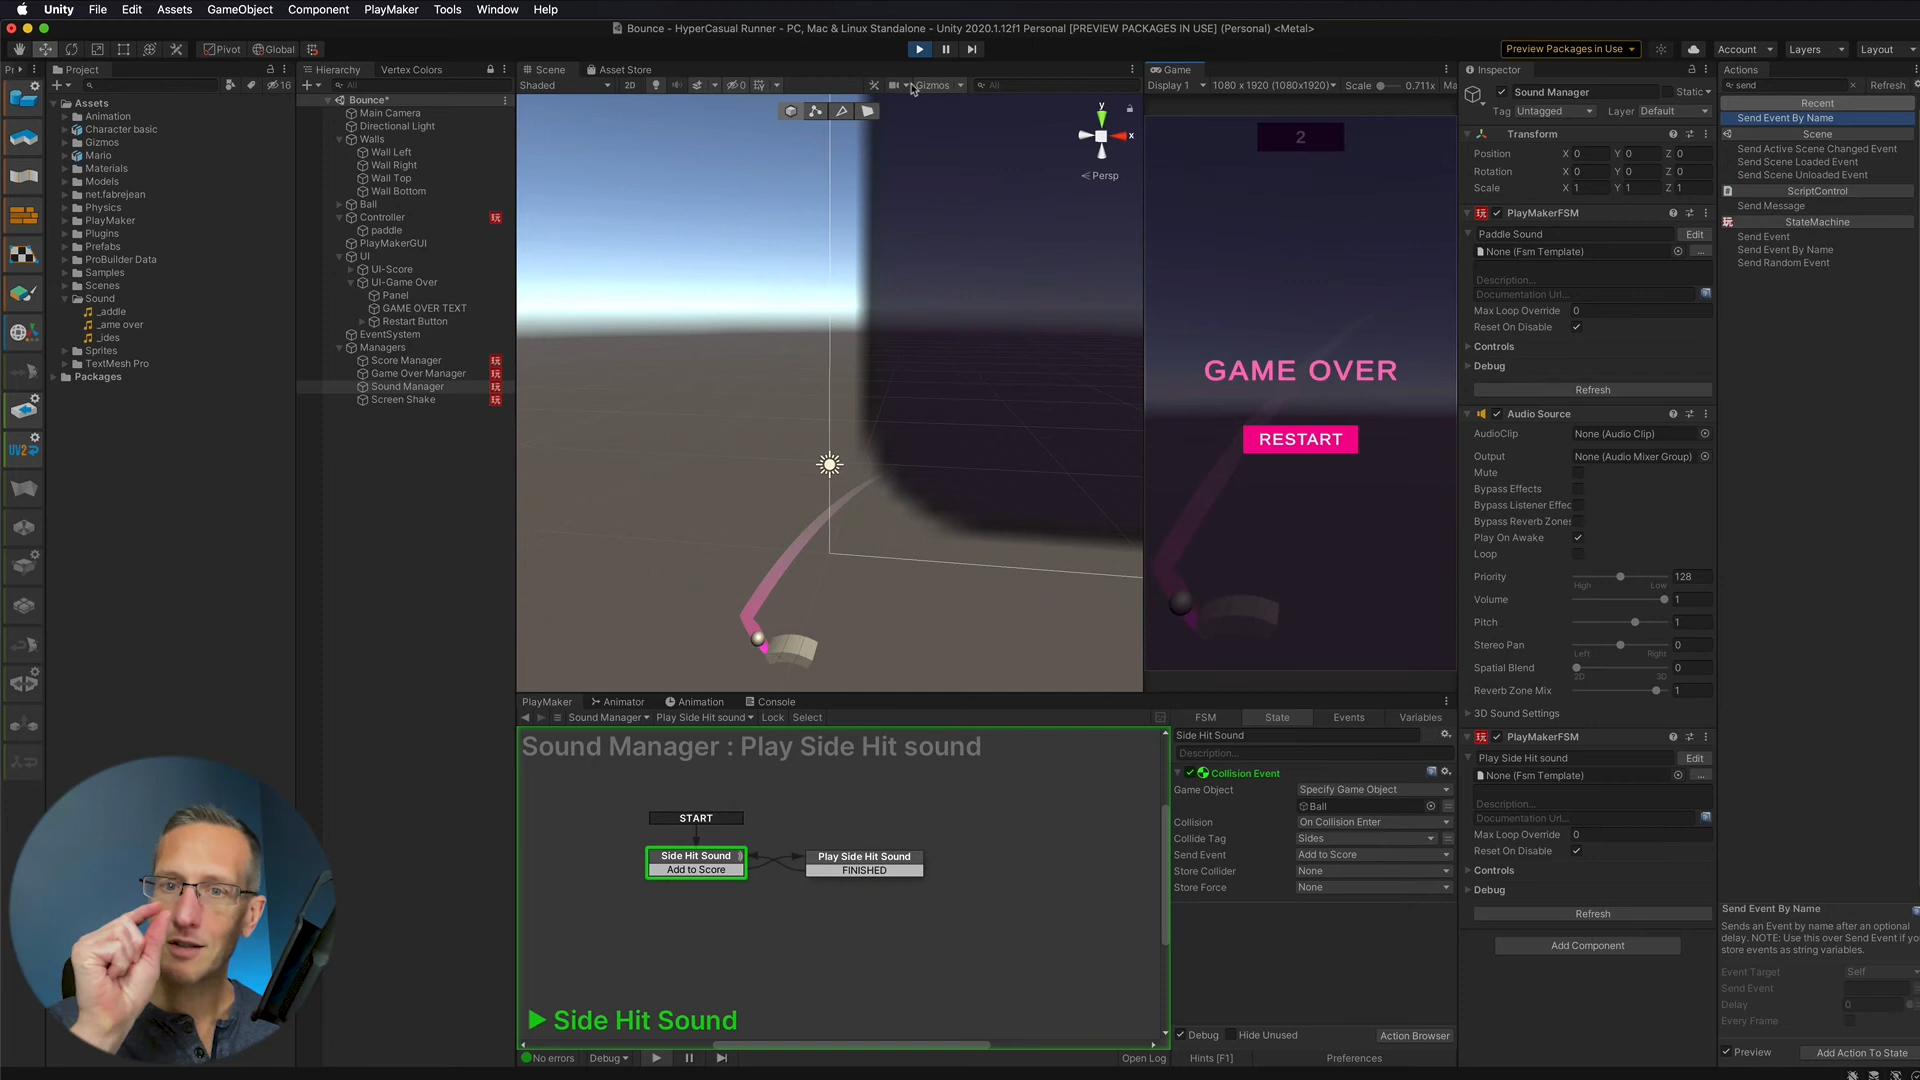 Unity File Edit Assets GameObject Component PlayMaker Tools Window Help
Bounce - HyperCasual Runner - PC, Mac & Linux Standalone - Unity 2020.1.12f1 Personal [PREVIEW PACKAGES IN USE] (Personal) <Metal>
Pivot Global
Preview Packages in Use
Account
Layers
Layout
Pr
Project
16
Assets
Animation
Character basic
Gizmos
Mario
Materials
Models
net.fabrejean
Physics
PlayMaker
Plugins
Prefabs
ProBuilder Data
Samples
Scenes
Sound
_addle
_ame over
_ides
Sprites
TextMesh Pro
Packages
UV2
Hierarchy
Vertex Colors
All
Bounce*
Main Camera
Directional Light
Walls
Wall Left
Wall Right
Wall Top
Wall Bottom
Ball
Controller
paddle
PlayMakerGUI
UI
UI-Score
UI-Game Over
Panel
GAME OVER TEXT
Restart Button
EventSystem
Managers
Score Manager
Game Over Manager
Sound Manager
Screen Shake
Scene
Asset Store
Shaded
2D
0
Gizmos
All
y
x
Persp
Game
Display 1
1080 x 1920 (1080x1920)
Scale
0.711x
Ma
2
GAME OVER
RESTART
PlayMaker
Animator
Animation
Console
Sound Manager
Play Side Hit sound
Lock
Select
Sound Manager : Play Side Hit sound
START
Side Hit Sound
Add to Score
Play Side Hit Sound
FINISHED
Side Hit Sound
No errors
Debug
Open Log
FSM
State
Events
Variables
Side Hit Sound
Description...
Collision Event
Game Object Specify Game Object
Ball
Collision On Collision Enter
Collide Tag Sides
Send Event Add to Score
Store Collider None
Store Force None
Debug
Hide Unused
Action Browser
Hints [F1]
Preferences
Inspector
Sound Manager
Static
Tag Untagged
Layer Default
Transform
Position X 0 Y 0 Z 0
Rotation X 0 Y 0 Z 0
Scale X 1 Y 1 Z 1
PlayMakerFSM
Paddle Sound
Edit
None (Fsm Template)
...
Description...
Documentation Url...
Max Loop Override 0
Reset On Disable
Controls
Debug
Refresh
Audio Source
AudioClip None (Audio Clip)
Output None (Audio Mixer Group)
Mute
Bypass Effects
Bypass Listener Effec
Bypass Reverb Zones
Play On Awake
Loop
Priority 128
High Low
Volume 1
Pitch 1
Stereo Pan 0
Left Right
Spatial Blend 0
2D 3D
Reverb Zone Mix 1
3D Sound Settings
PlayMakerFSM
Play Side Hit sound
Edit
None (Fsm Template)
...
Description...
Documentation Url...
Max Loop Override 0
Reset On Disable
Controls
Debug
Refresh
Add Component
Actions
send
Refresh
Recent
Send Event By Name
Scene
Send Active Scene Changed Event
Send Scene Loaded Event
Send Scene Unloaded Event
ScriptControl
Send Message
StateMachine
Send Event
Send Event By Name
Send Random Event
Send Event By Name
Sends an Event by name after an optional
delay. NOTE: Use this over Send Event if you
store events as string variables.
Event Target Self
Send Event
Delay 0
Every Frame
Preview
Add Action To State